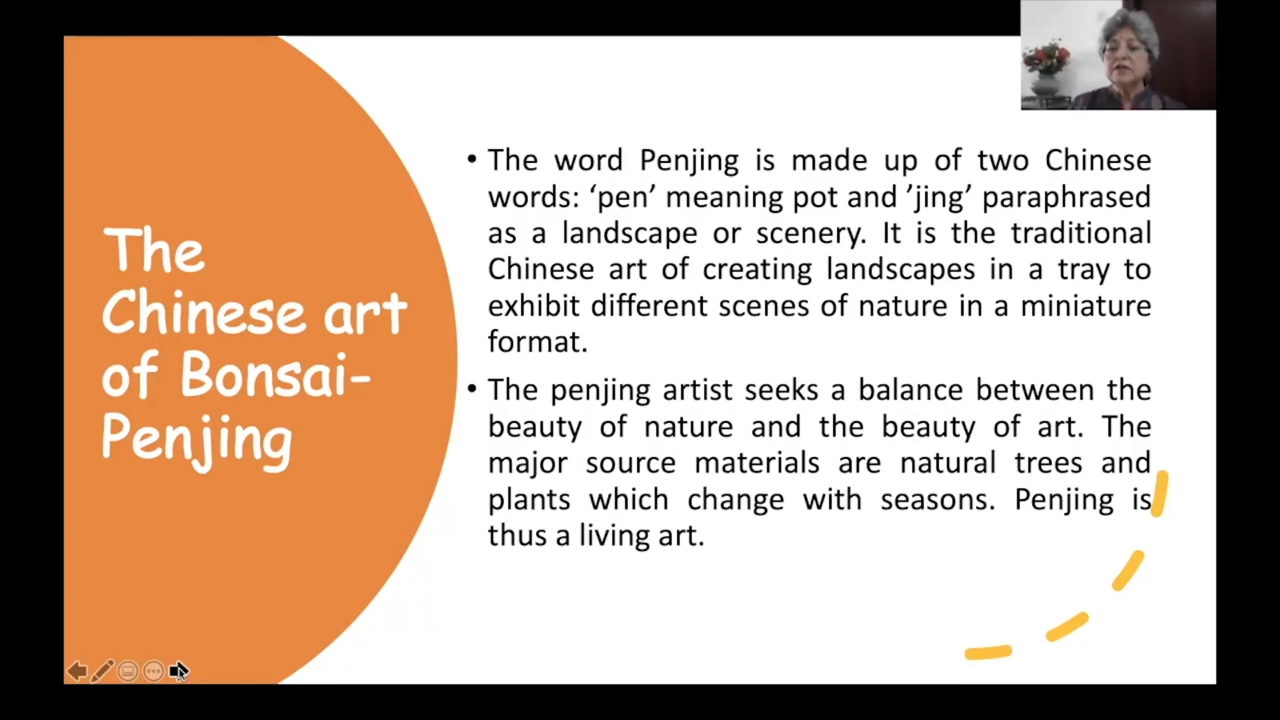 The
Chinese art
of Bonsai-
Penjing
• The word Penjing is made up of two Chinese
words: ‘pen’ meaning pot and ’jing’ paraphrased
as a landscape or scenery. It is the traditional
Chinese art of creating landscapes in a tray to
exhibit different scenes of nature in a miniature
format.
• The penjing artist seeks a balance between the
beauty of nature and the beauty of art. The
major source materials are natural trees and
plants which change with seasons. Penjing is
thus a living art.